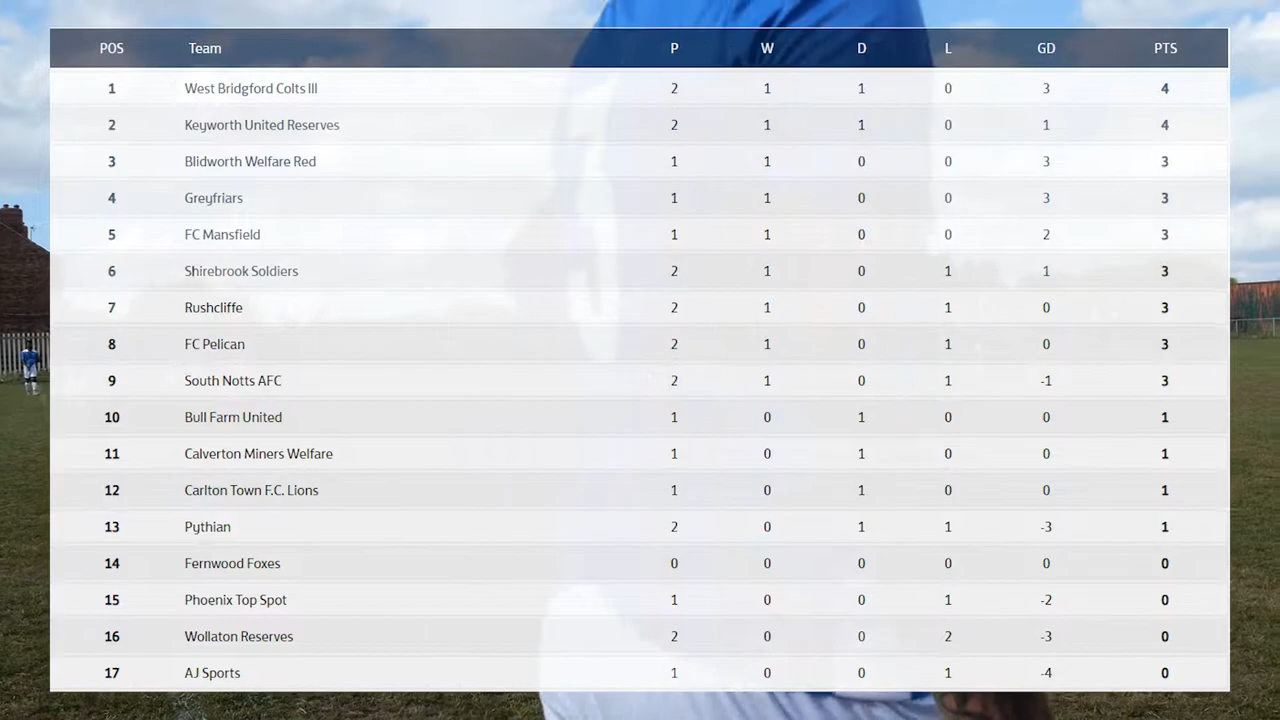 POS Team P W D L GD PTS
1 West Bridgford Colts III 2 1 1 0 3 4
2 Keyworth United Reserves 2 1 1 0 1 4
3 Blidworth Welfare Red 1 1 0 0 3 3
4 Greyfriars 1 1 0 0 3 3
5 FC Mansfield 1 1 0 0 2 3
6 Shirebrook Soldiers 2 1 0 1 1 3
7 Rushcliffe 2 1 0 1 0 3
8 FC Pelican 2 1 0 1 0 3
9 South Notts AFC 2 1 0 1 -1 3
10 Bull Farm United 1 0 1 0 0 1
11 Calverton Miners Welfare 1 0 1 0 0 1
12 Carlton Town F.C. Lions 1 0 1 0 0 1
13 Pythian 2 0 1 1 -3 1
14 Fernwood Foxes 0 0 0 0 0 0
15 Phoenix Top Spot 1 0 0 1 -2 0
16 Wollaton Reserves 2 0 0 2 -3 0
17 AJ Sports 1 0 0 1 -4 0